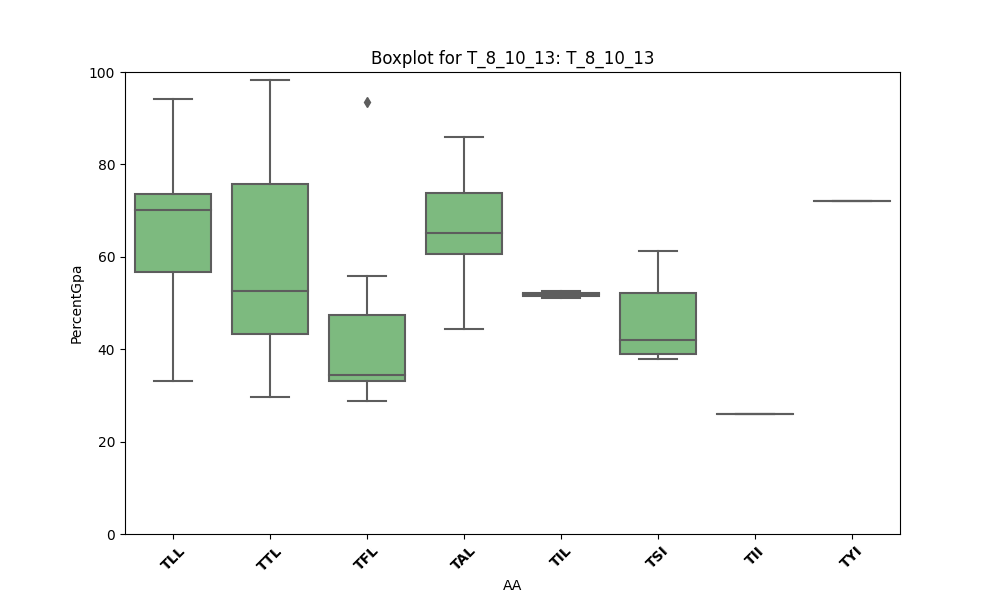 Boxplot for T_8_10_13: T_8_10_13
100
80
60
40
20
0
PercentGpa
TLL
TTL
TFL
TAL
TIL
TSI
TII
TYI
AA